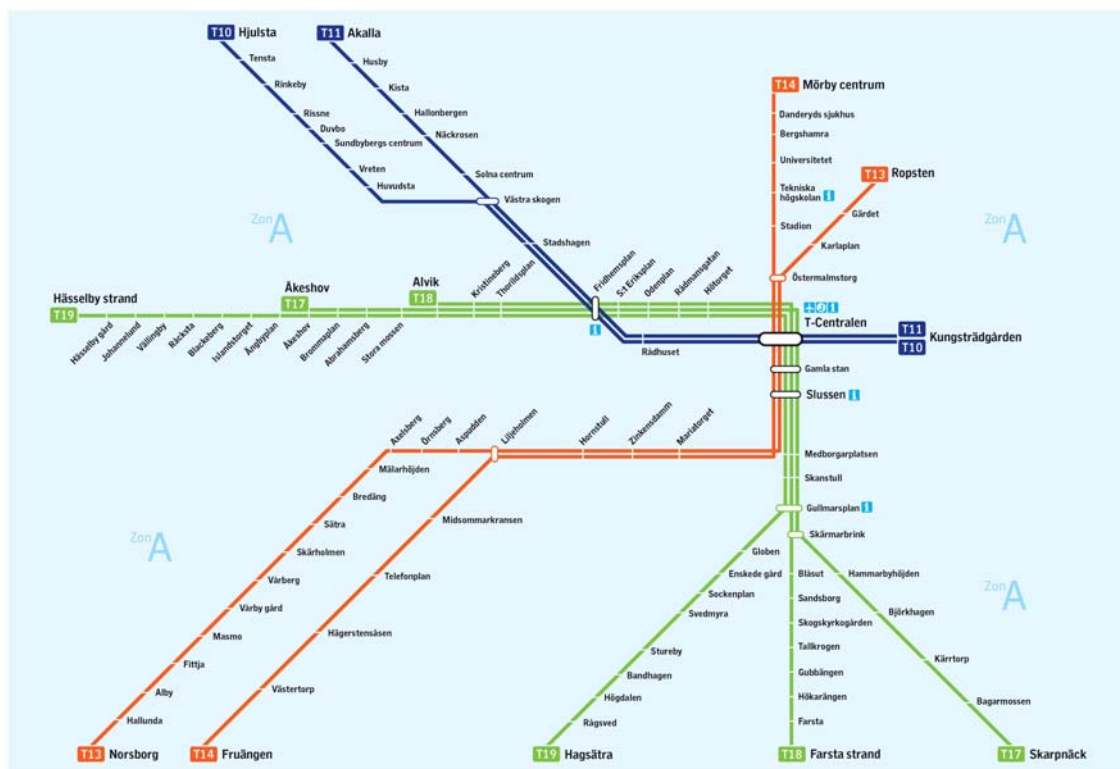 T10 Hjulsta
Tensta
Rinkeby
Rissne
Duvbo
Sundbybergs centrum
Vreten
Huvudsta
T11 Akalla
Husby
Kista
Hallonbergen
Näckrosen
Solna centrum
Västra skogen
Stadshagen
T14 Mörby centrum
Danderyds sjukhus
Bergshamra
Universitetet
Tekniska
högskolan i
Stadion
T13 Ropsten
Gärdet
Karlaplan
Östermalmstorg
Zon A
Hässelby strand
T19
Hässelby gård
Johannelund
Vällingby
Råcksta
Blackeberg
Islandstorget
Ängbyplan
Åkeshov
T17
Åkeshov
Brommaplan
Abrahamsberg
Stora mossen
Alvik
T18
Kristineberg
Thorildsplan
Fridhemsplan
i
S:t Eriksplan
Odenplan
Rådmansgatan
Hötorget
Rådhuset
i
T-Centralen
T11
T10
Kungsträdgården
Gamla stan
Slussen i
Zon A
Axelsberg
Örnsberg
Aspudden
Liljeholmen
Hornstull
Zinkensdamm
Mariatorget
Mälarhöjden
Bredäng
Sätra
Skärholmen
Vårberg
Vårby gård
Masmo
Fittja
Alby
Hallunda
T13 Norsborg
Midsommarkransen
Telefonplan
Hägerstensåsen
Västertorp
T14 Fruängen
Zon A
Medborgarplatsen
Skanstull
Gullmarsplan i
Skärmarbrink
Globen
Enskede gård
Sockenplan
Svedmyra
Stureby
Bandhagen
Högdalen
Rågsved
T19 Hagsätra
Blåsut
Sandsborg
Skogskyrkogården
Tallkrogen
Gubbängen
Hökarängen
Farsta
T18 Farsta strand
Hammarbyhöjden
Björkhagen
Kärrtorp
Bagarmossen
T17 Skarpnäck
Zon A